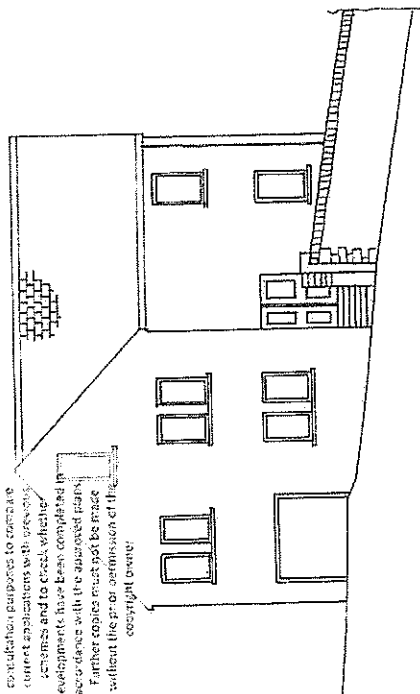 consultation purposes to compare
current applications with previous
schemes and to check whether
evelopments have been completed in
accordance with the approved plans.
Further copies must not be made
without the prior permission of the
copyright owner